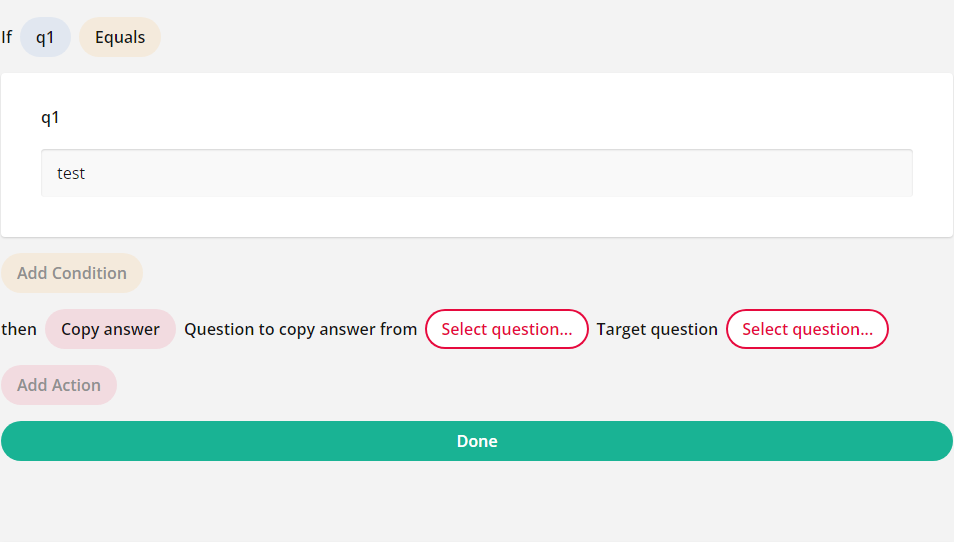 If q1 Equals
q1
test
Add Condition
then Copy answer Question to copy answer from Select question... Target question Select question...
Add Action
Done